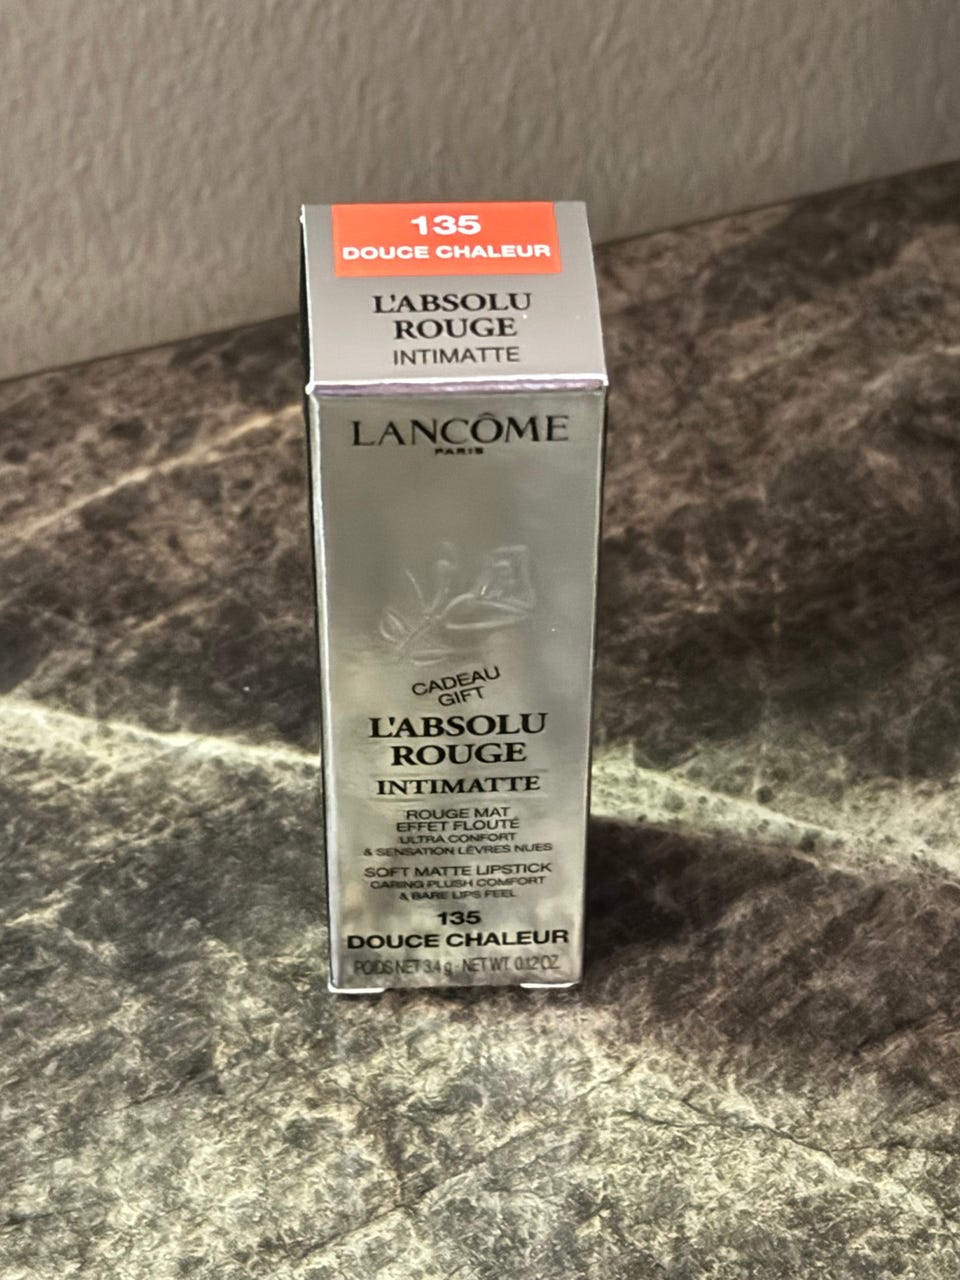 135
DOUCE CHALEUR
L'ABSOLU
ROUGE
INTIMATTE
LANCÔME
PARIS
CADEAU
GIFT
L'ABSOLU
ROUGE
INTIMATTE
ROUGE MAT
EFFET FLOUTÉ
ULTRA CONFORT
& SENSATION LÈVRES NUES
SOFT MATTE LIPSTICK
CARING PLUSH COMFORT
& BARE LIPS FEEL
135
DOUCE CHALEUR
POIDS NET 3.4 g - NET WT. 0.12 OZ.